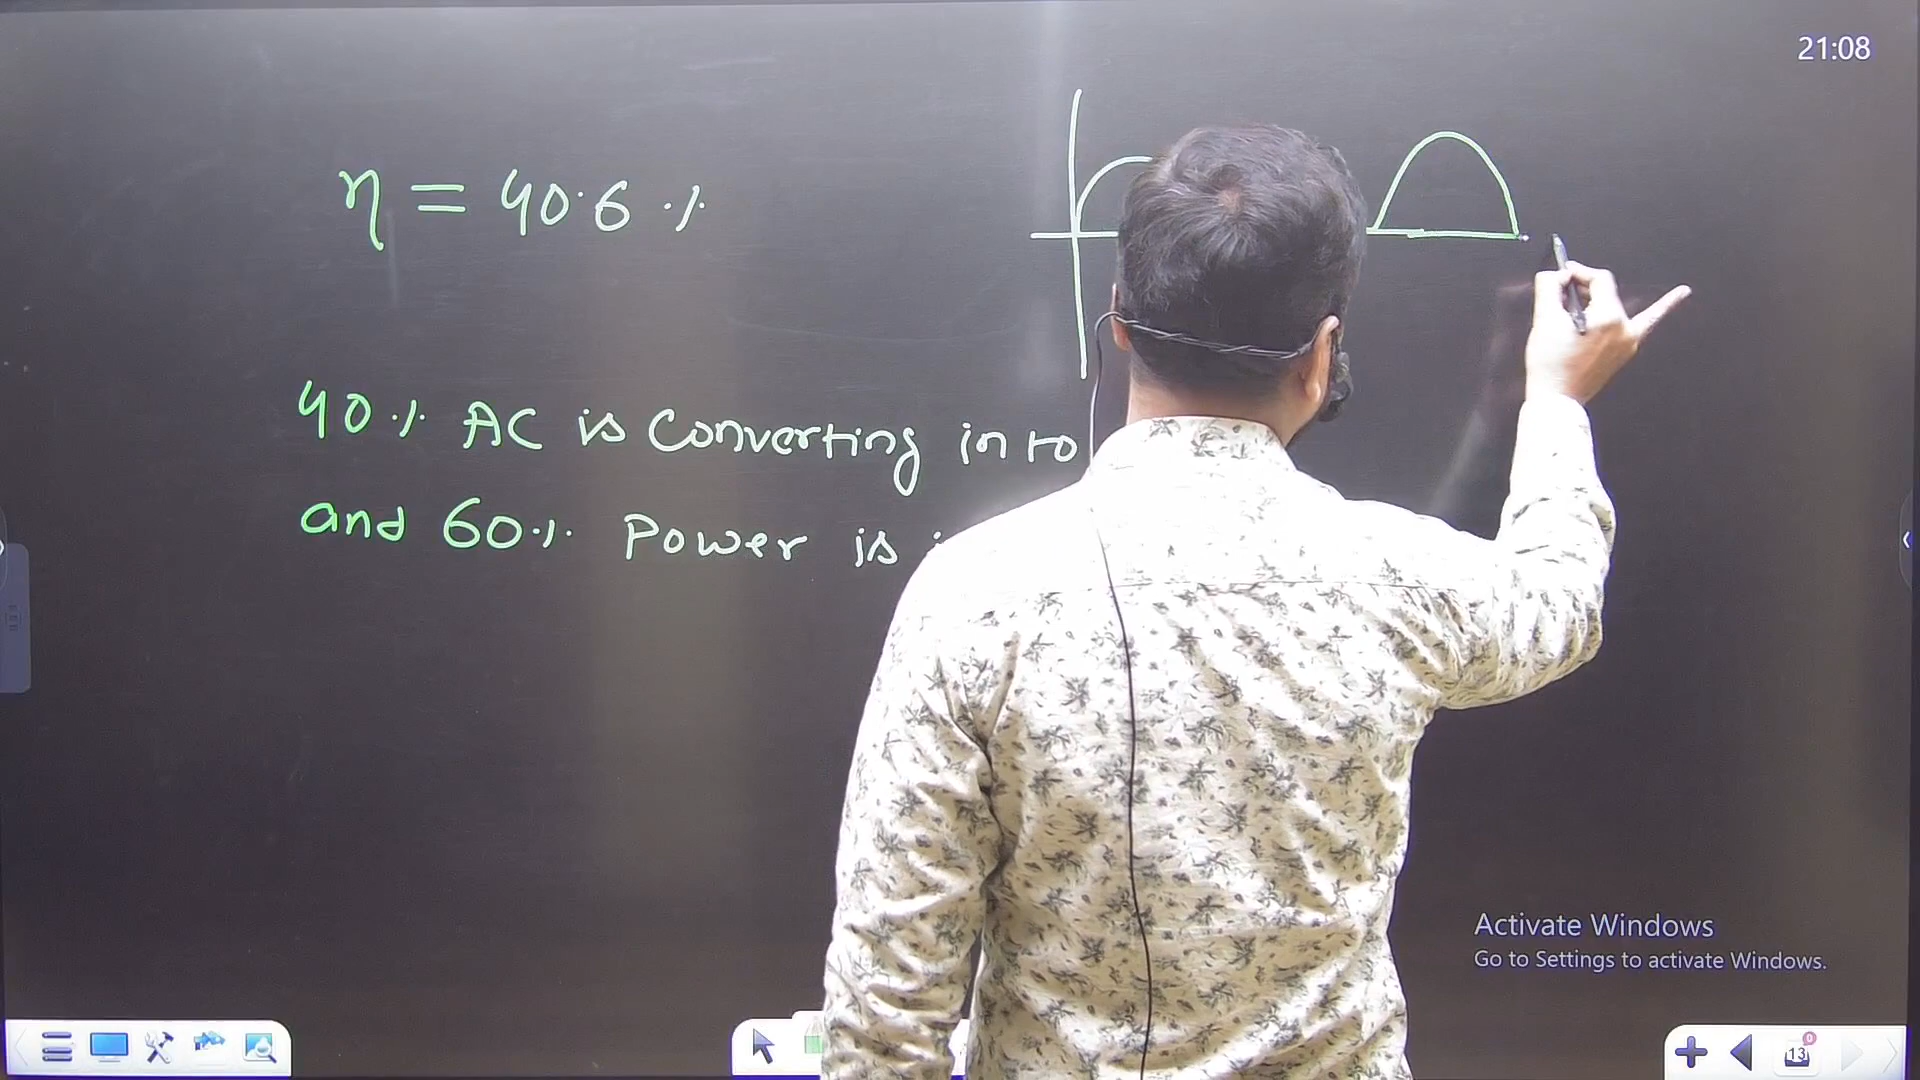 21:08
η = 40.6 %
40% AC is Converting into
and 60% Power is
Activate Windows
Go to Settings to activate Windows.
13
0